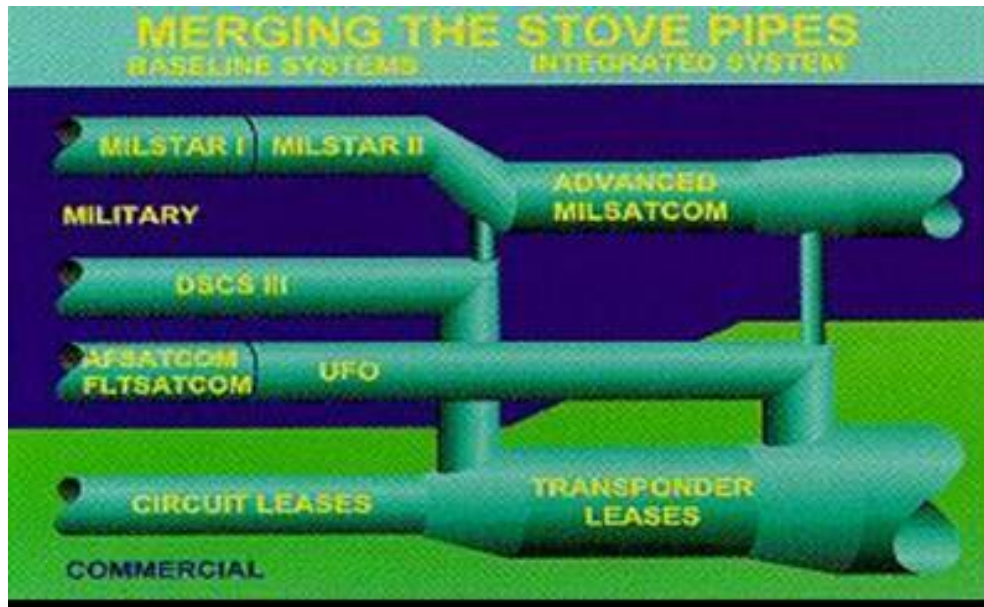 MERGING THE STOVE PIPES
BASELINE SYSTEMS INTEGRATED SYSTEM
MILSTAR I MILSTAR II
ADVANCED
MILSATCOM
MILITARY
DSCS III
AFSATCOM
FLTSATCOM
UFO
CIRCUIT LEASES
TRANSPONDER
LEASES
COMMERCIAL